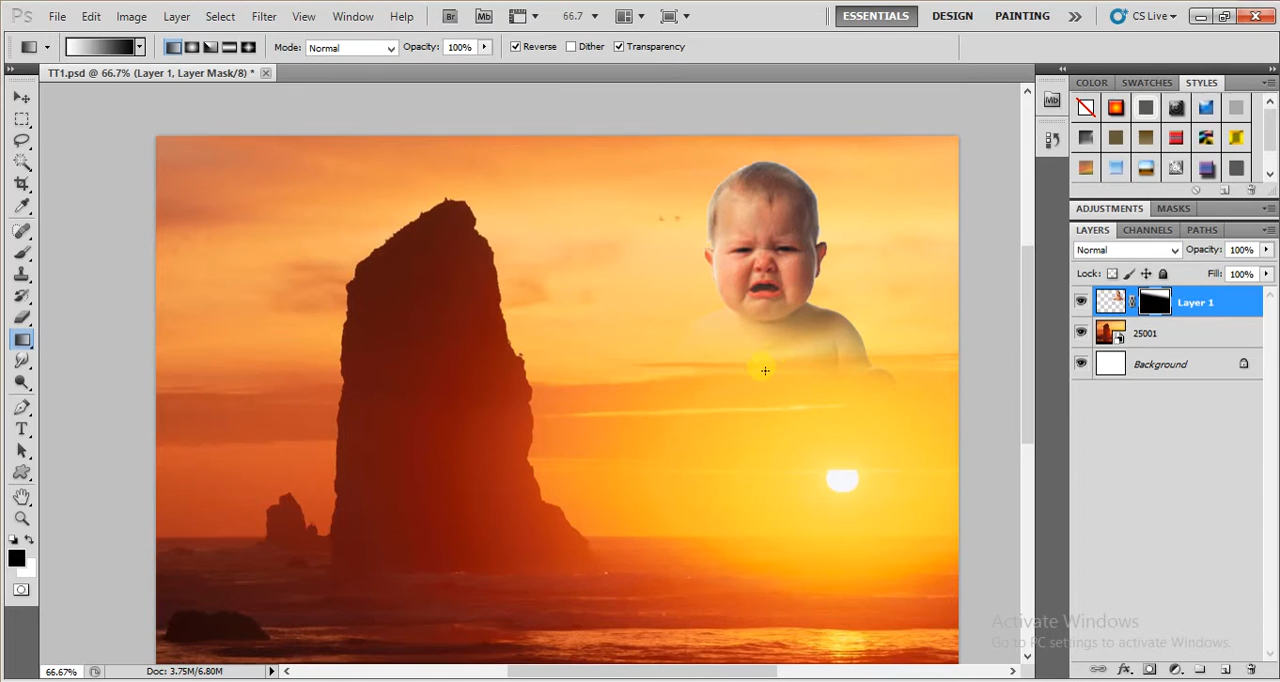 Ps File Edit Image Layer Select Filter View Window Help Br Mb 66.7 ESSENTIALS DESIGN PAINTING CS Live
Mode: Normal Opacity: 100% Reverse Dither Transparency
TT1.psd @ 66.7% (Layer 1, Layer Mask/8) *
Mb
COLOR SWATCHES STYLES
ADJUSTMENTS MASKS
LAYERS CHANNELS PATHS
Normal Opacity: 100%
Lock: Fill: 100%
Layer 1
25001
Background
T
Activate Windows
Go to PC settings to activate Windows.
66.67% Doc: 3.75M/6.80M
fx